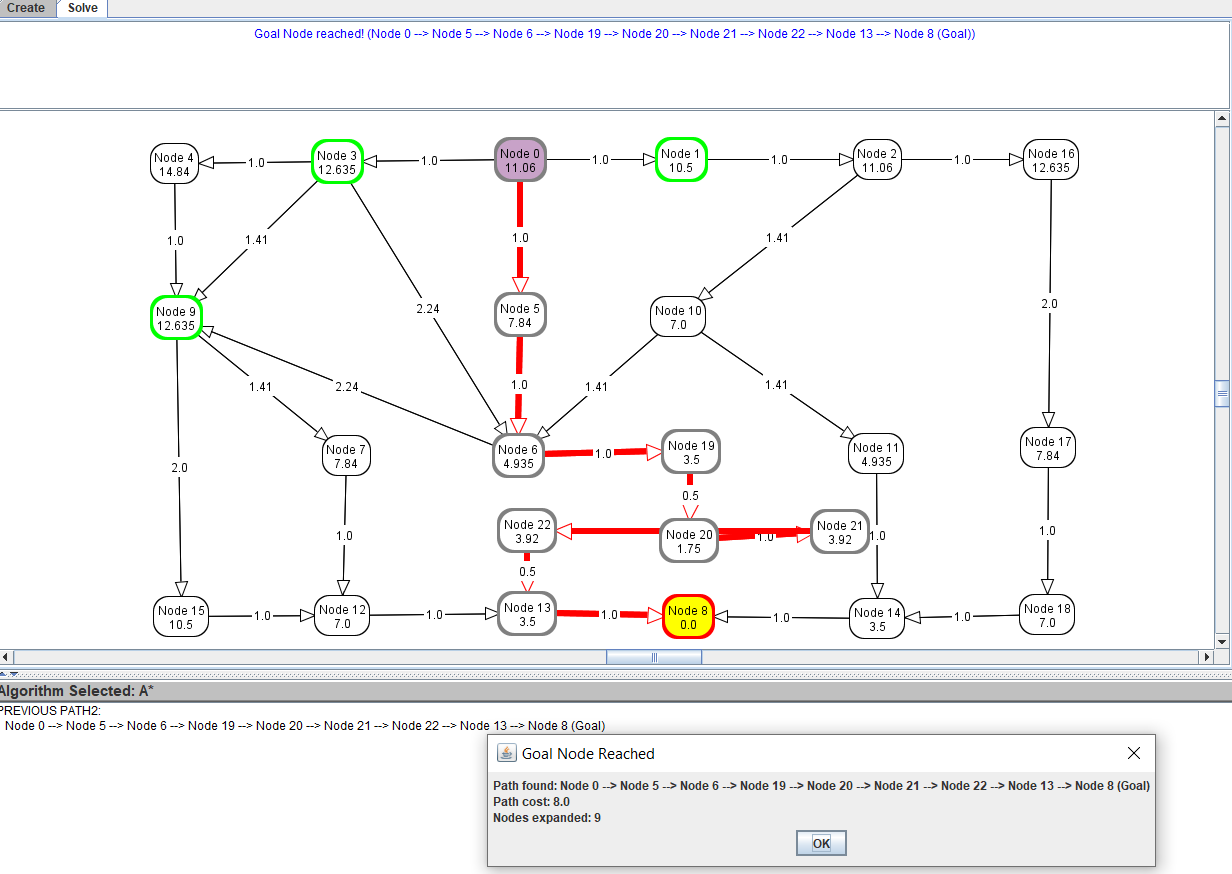 Create Solve
Goal Node reached! (Node 0 --> Node 5 --> Node 6 --> Node 19 --> Node 20 --> Node 21 --> Node 22 --> Node 13 --> Node 8 (Goal))
Node 4
14.84
1.0
Node 3
12.635
1.0
Node 0
11.06
1.0
Node 1
10.5
1.0
Node 2
11.06
1.0
Node 16
12.635
1.0
1.41
1.0
1.41
2.24
2.0
Node 9
12.635
Node 5
7.84
Node 10
7.0
1.41
2.24
1.0
1.41
1.41
2.0
Node 7
7.84
Node 6
4.935
1.0
Node 19
3.5
Node 11
4.935
Node 17
7.84
0.5
1.0
Node 22
3.92
Node 20
1.75
1.0
Node 21
3.92
1.0
1.0
0.5
Node 15
10.5
1.0
Node 12
7.0
1.0
Node 13
3.5
1.0
Node 8
0.0
1.0
Node 14
3.5
1.0
Node 18
7.0
Algorithm Selected: A*
PREVIOUS PATH2:
Node 0 --> Node 5 --> Node 6 --> Node 19 --> Node 20 --> Node 21 --> Node 22 --> Node 13 --> Node 8 (Goal)
Goal Node Reached
Path found: Node 0 --> Node 5 --> Node 6 --> Node 19 --> Node 20 --> Node 21 --> Node 22 --> Node 13 --> Node 8 (Goal)
Path cost: 8.0
Nodes expanded: 9
OK